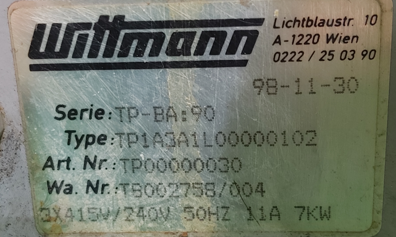 Wittmann
Lichtblaustr. 10
A-1220 Wien
0222 / 25 03 90
98-11-30
Serie: TP-BA:90
Type: TP1A3A1L00000102
Art. Nr.: TP00000030
Wa. Nr.: TB002758/004
3X415V/240V 50HZ 11A 7KW